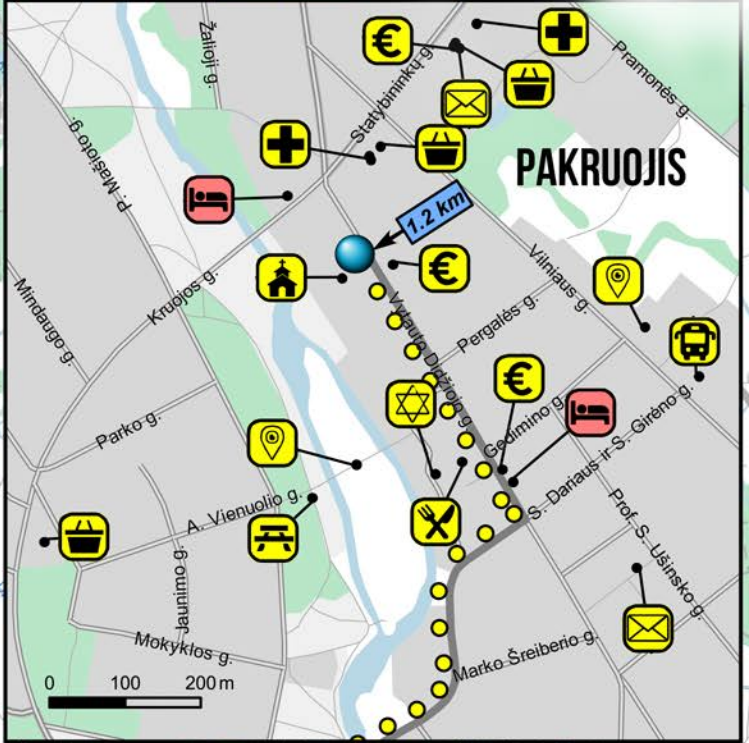 Žalioji g.
Statybininkų g.
Pramonės g.
P. Mašioto g.
PAKRUOJIS
1.2 km
€
€
€
Kruojos g.
Mindaugo g.
Vytauto Didžiojo g.
Vilniaus g.
Pergalės g.
Parko g.
Gedimino g.
S. Dariaus ir S. Girėno g.
A. Vienuolio g.
Jaunimo g.
Prof. S. Ušinsko g.
Mokyklos g.
Marko Šreiberio g.
0 100 200 m